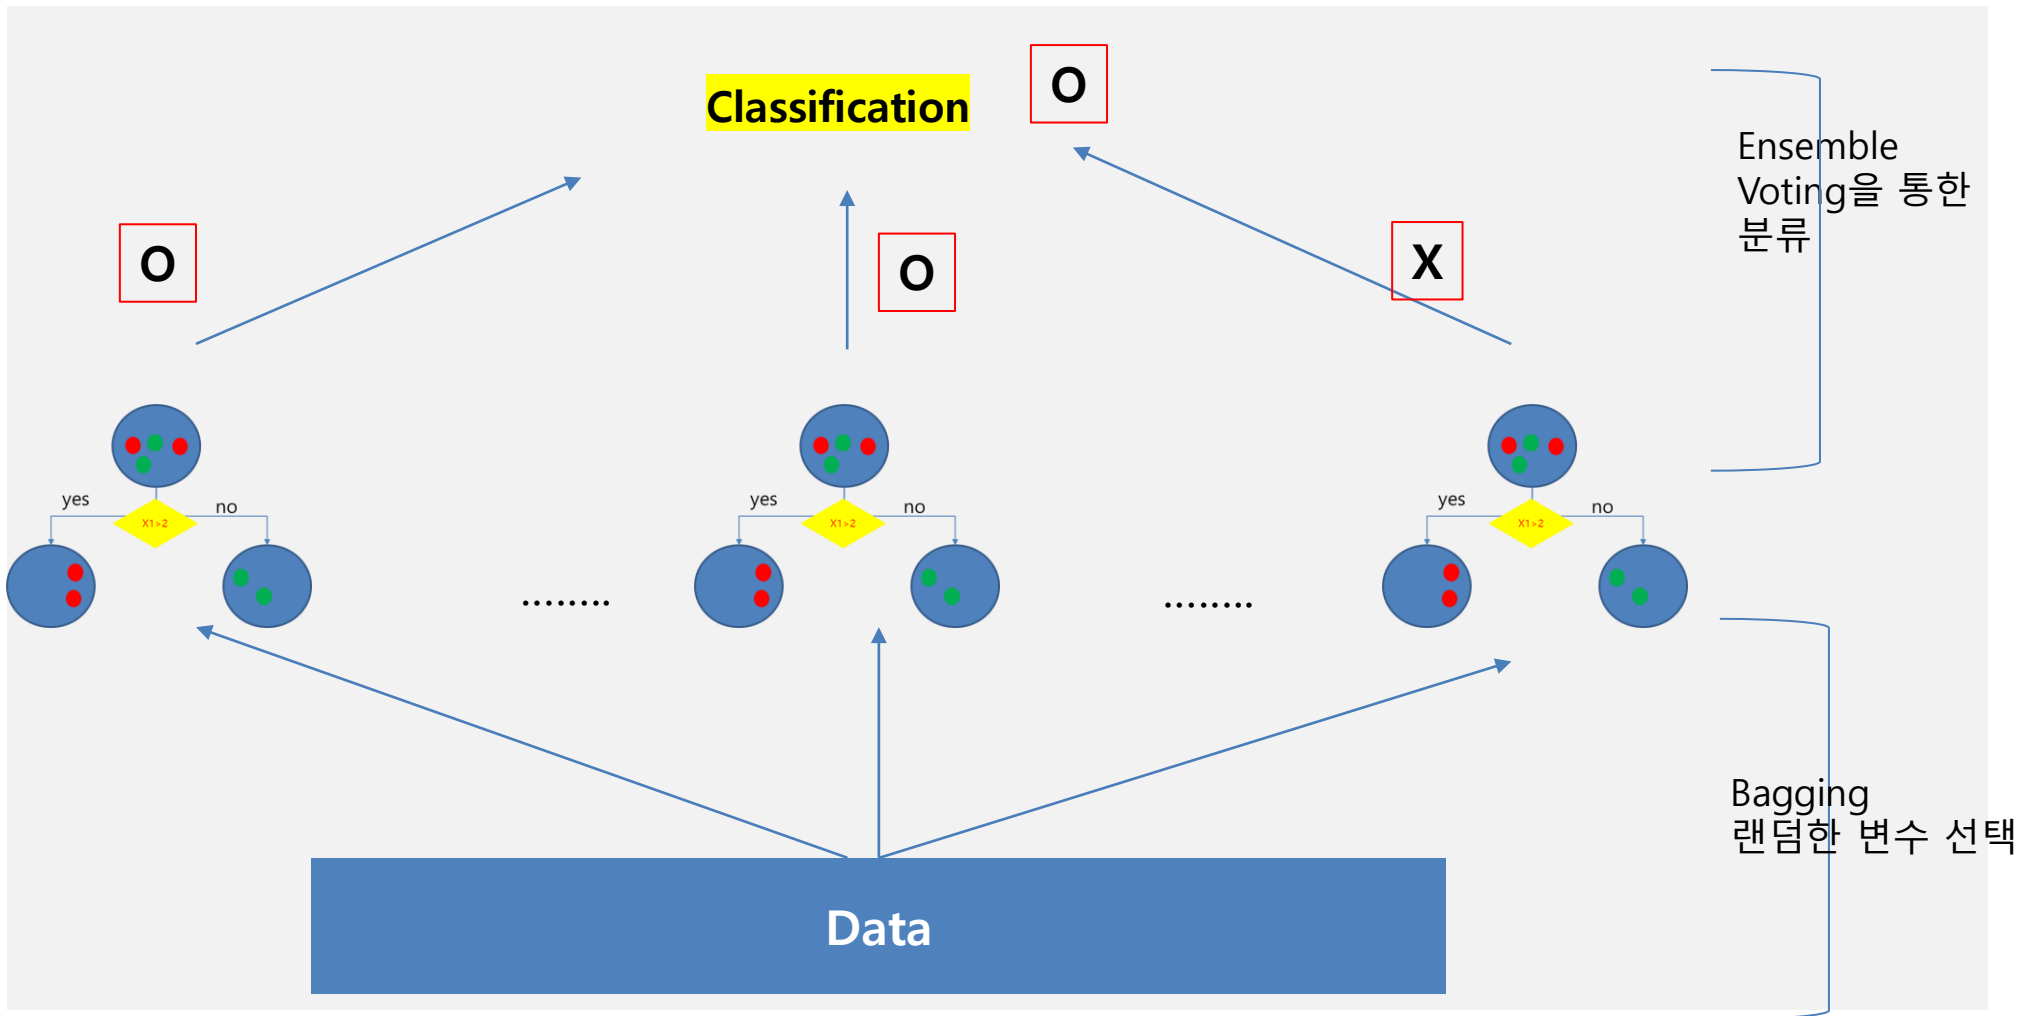 Classification
O
Ensemble
Voting을 통한
분류
O
O
X
yes
no
X1>2
yes
no
X1>2
yes
no
X1>2
........
........
Bagging
랜덤한 변수 선택
Data